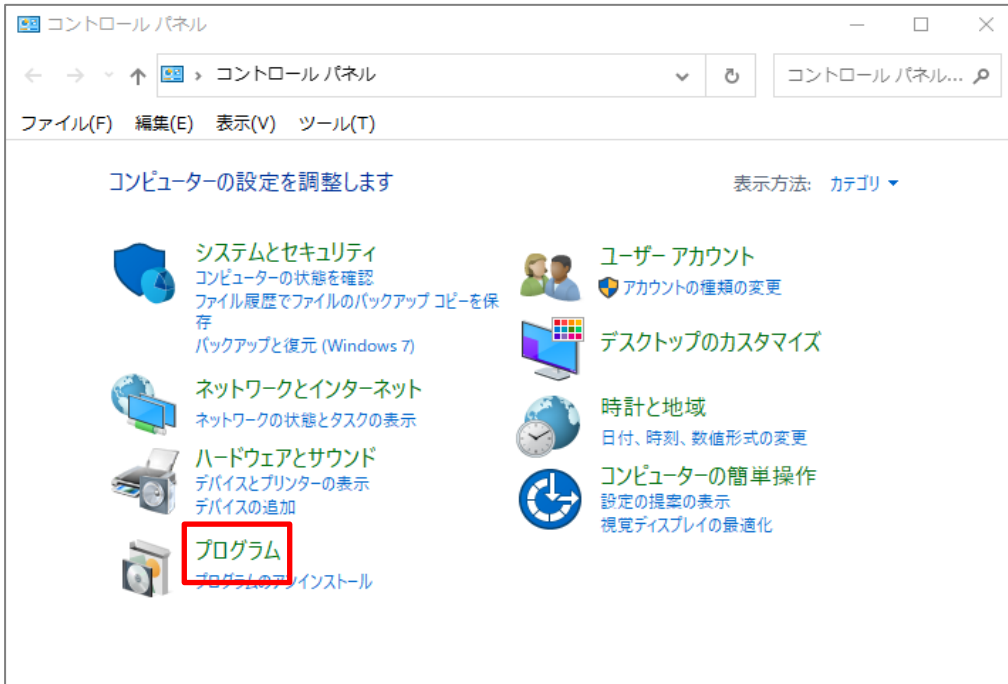 コントロール パネル
コントロール パネル
コントロール パネル...
ファイル(F) 編集(E) 表示(V) ツール(T)
コンピューターの設定を調整します
表示方法: カテゴリ
システムとセキュリティ
コンピューターの状態を確認
ファイル履歴でファイルのバックアップ コピーを保
存
バックアップと復元 (Windows 7)
ネットワークとインターネット
ネットワークの状態とタスクの表示
ハードウェアとサウンド
デバイスとプリンターの表示
デバイスの追加
プログラム
プログラムのアンインストール
ユーザー アカウント
アカウントの種類の変更
デスクトップのカスタマイズ
時計と地域
日付、時刻、数値形式の変更
コンピューターの簡単操作
設定の提案の表示
視覚ディスプレイの最適化